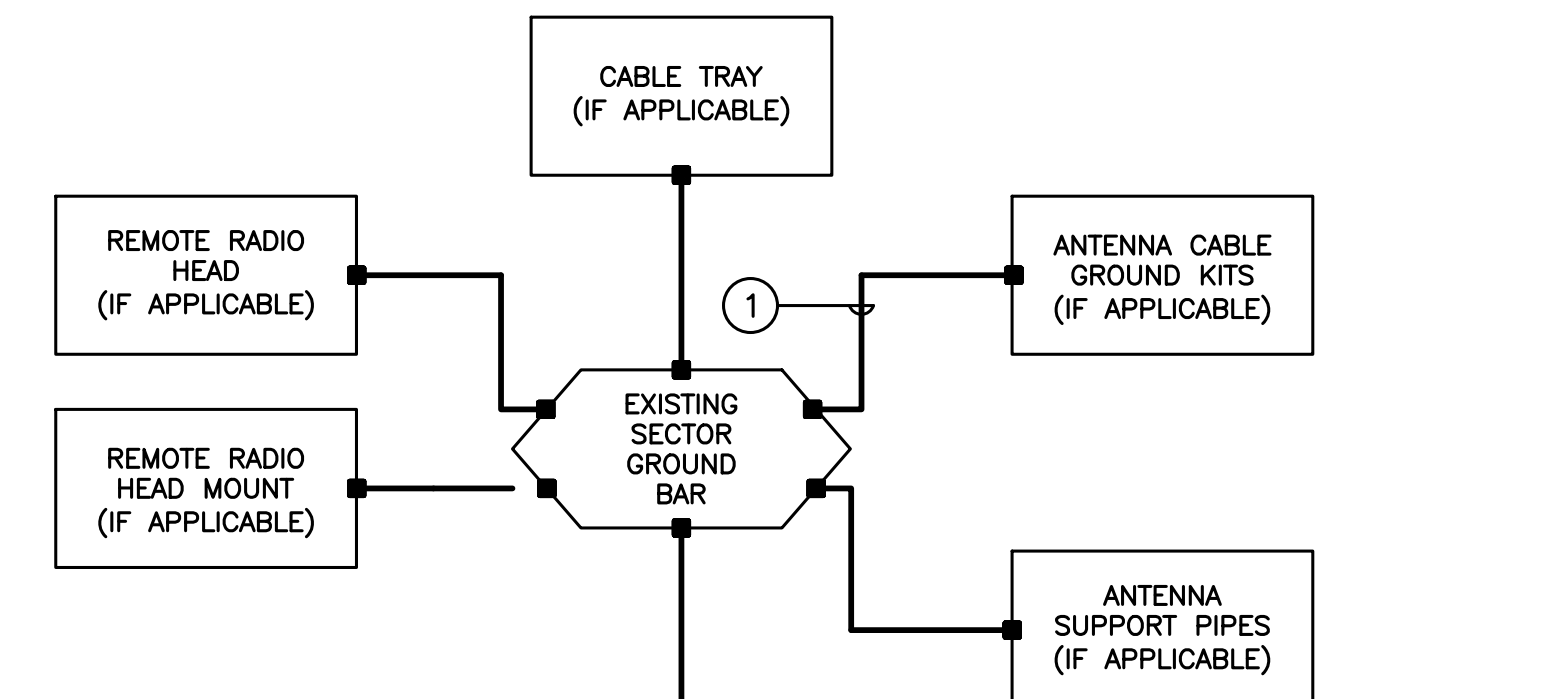 CABLE TRAY
(IF APPLICABLE)
REMOTE RADIO
HEAD
(IF APPLICABLE)
1
ANTENNA CABLE
GROUND KITS
(IF APPLICABLE)
EXISTING
SECTOR
GROUND
BAR
REMOTE RADIO
HEAD MOUNT
(IF APPLICABLE)
ANTENNA
SUPPORT PIPES
(IF APPLICABLE)